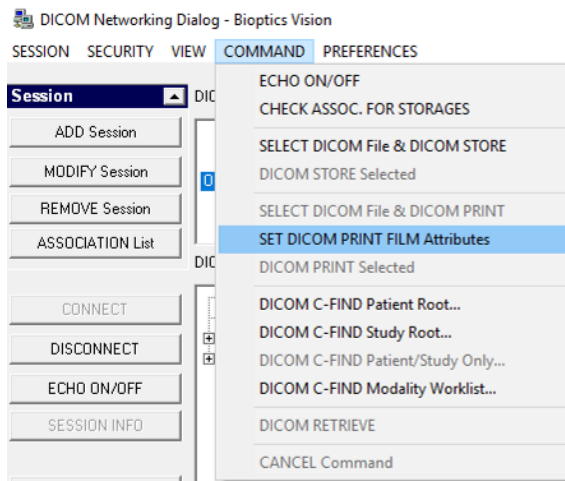 DICOM Networking Dialog - Bioptics Vision
SESSION SECURITY VIEW COMMAND PREFERENCES
Session
DIC
ADD Session
MODIFY Session
REMOVE Session
ASSOCIATION List
DIC
CONNECT
DISCONNECT
ECHO ON/OFF
SESSION INFO
ECHO ON/OFF
CHECK ASSOC. FOR STORAGES
SELECT DICOM File & DICOM STORE
DICOM STORE Selected
SELECT DICOM File & DICOM PRINT
SET DICOM PRINT FILM Attributes
DICOM PRINT Selected
DICOM C-FIND Patient Root...
DICOM C-FIND Study Root...
DICOM C-FIND Patient/Study Only...
DICOM C-FIND Modality Worklist...
DICOM RETRIEVE
CANCEL Command